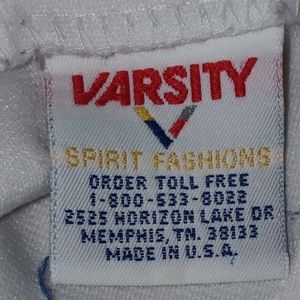 VARSITY
SPIRIT FASHIONS
ORDER TOLL FREE
1-800-533-8022
2525 HORIZON LAKE DR
MEMPHIS, TN. 38133
MADE IN U.S.A.